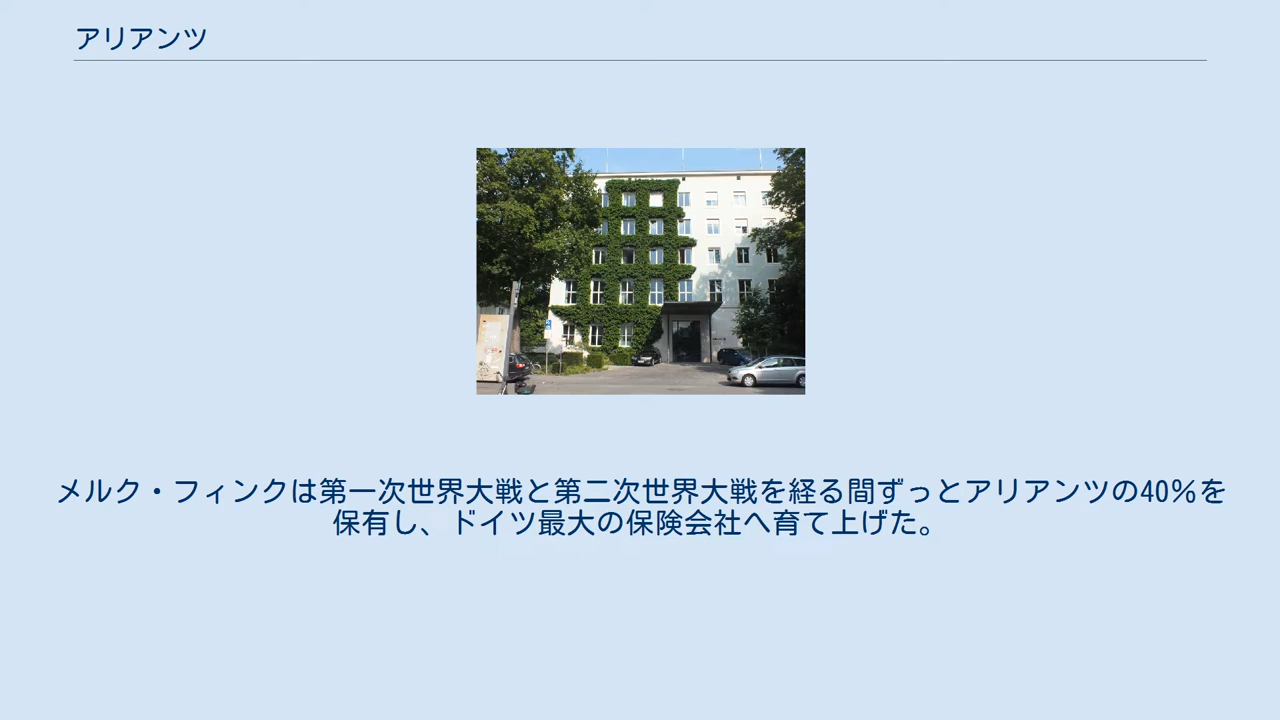 アリアンツ
メルク・フィンクは第一次世界大戦と第二次世界大戦を経る間ずっとアリアンツの40％を
保有し、ドイツ最大の保険会社へ育て上げた。